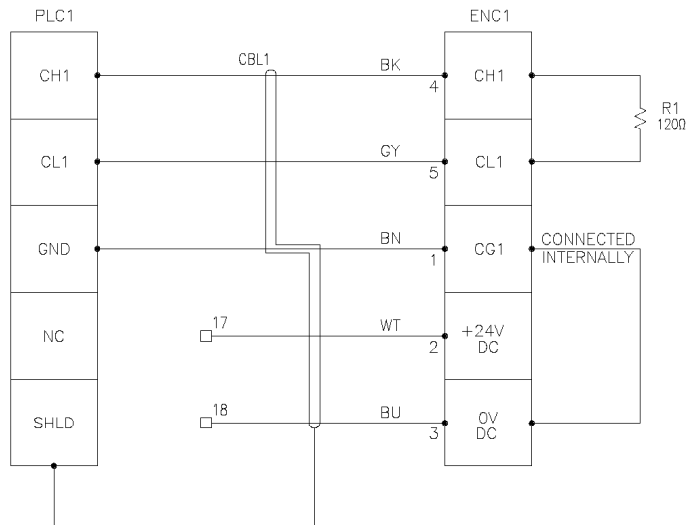 PLC1
ENC1
CH1
CBL1
BK
4
CH1
R1
120Ω
CL1
GY
5
CL1
GND
BN
1
CG1
CONNECTED
INTERNALLY
NC
17
WT
2
+24V
DC
SHLD
18
BU
3
0V
DC